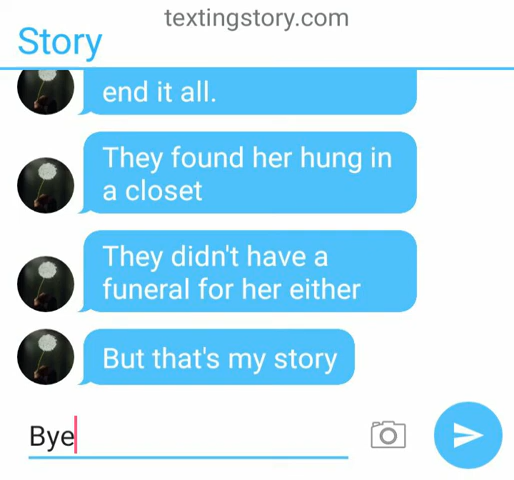 textingstory.com
Story
end it all.
They found her hung in
a closet
They didn't have a
funeral for her either
But that's my story
Bye